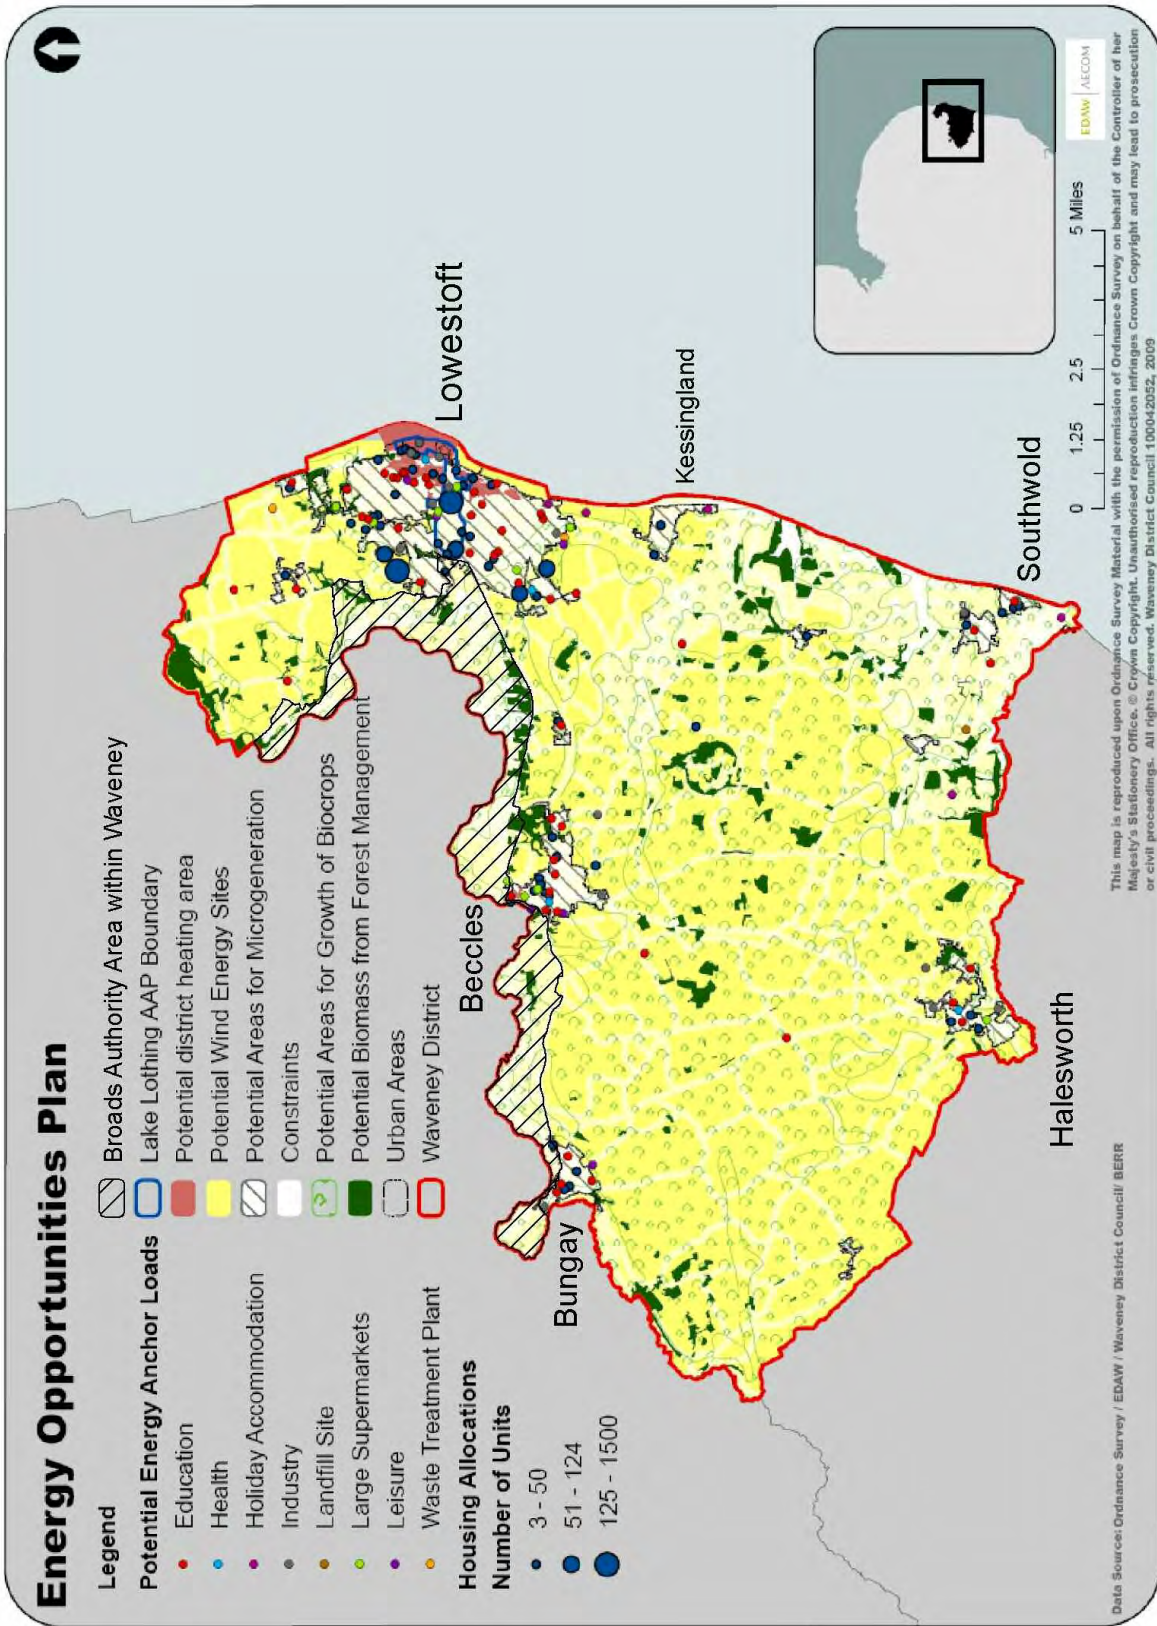 Energy Opportunities Plan
Legend
Potential Energy Anchor Loads
Education
Health
Holiday Accommodation
Industry
Landfill Site
Large Supermarkets
Leisure
Waste Treatment Plant
Housing Allocations
Number of Units
3 - 50
51 - 124
125 - 1500
Broads Authority Area within Waveney
Lake Lothing AAP Boundary
Potential district heating area
Potential Wind Energy Sites
Potential Areas for Microgeneration
Constraints
Potential Areas for Growth of Biocrops
Potential Biomass from Forest Management
Urban Areas
Waveney District
Lowestoft
Beccles
Kessingland
Bungay
Southwold
Halesworth
0 1.25 2.5 5 Miles
EDAW | AECOM
Data Source: Ordnance Survey / EDAW / Waveney District Council/ BERR
This map is reproduced upon Ordnance Survey Material with the permission of Ordnance Survey on behalf of the Controller of her
Majesty's Stationery Office. © Crown Copyright. Unauthorised reproduction infringes Crown Copyright and may lead to prosecution
or civil proceedings. All rights reserved. Waveney District Council 100042052, 2009